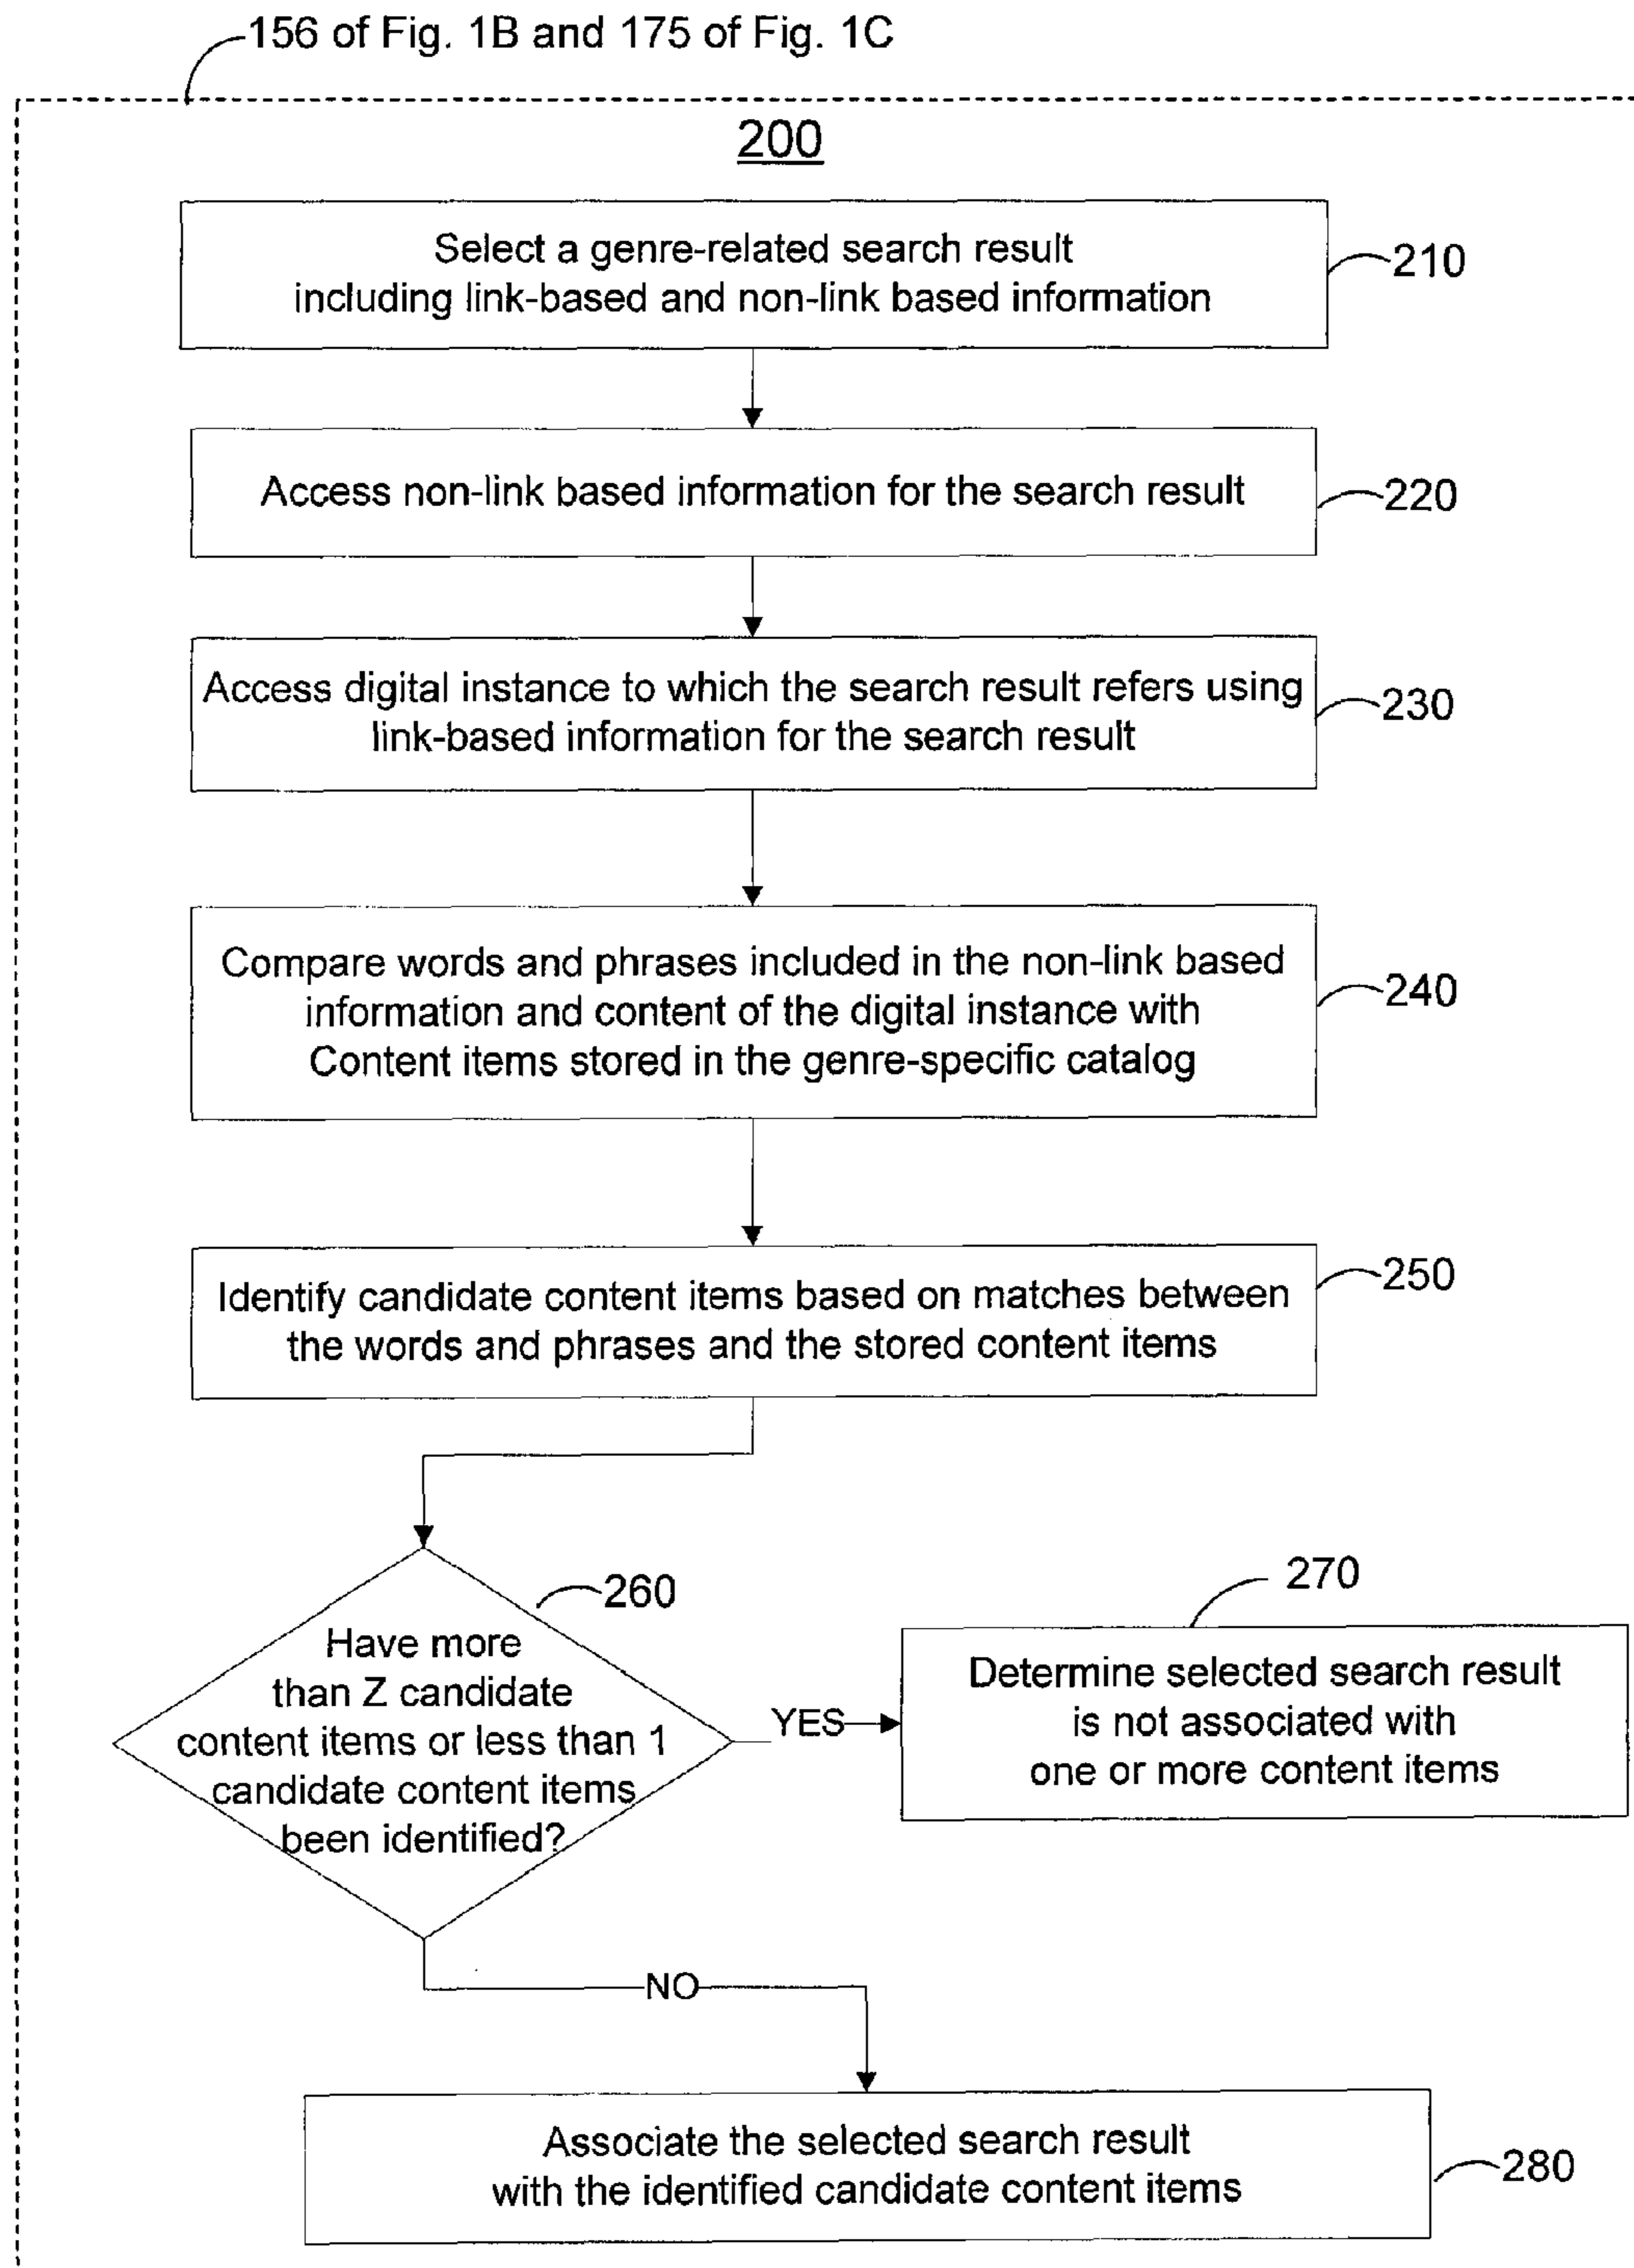 156 of Fig. 1B and 175 of Fig. 1C
200
Select a genre-related search result
including link-based and non-link based information
210
Access non-link based information for the search result
220
Access digital instance to which the search result refers using
link-based information for the search result
230
Compare words and phrases included in the non-link based
information and content of the digital instance with
Content items stored in the genre-specific catalog
240
Identify candidate content items based on matches between
the words and phrases and the stored content items
250
260
Have more
than Z candidate
content items or less than 1
candidate content items
been identified?
YES
270
Determine selected search result
is not associated with
one or more content items
NO
Associate the selected search result
with the identified candidate content items
280